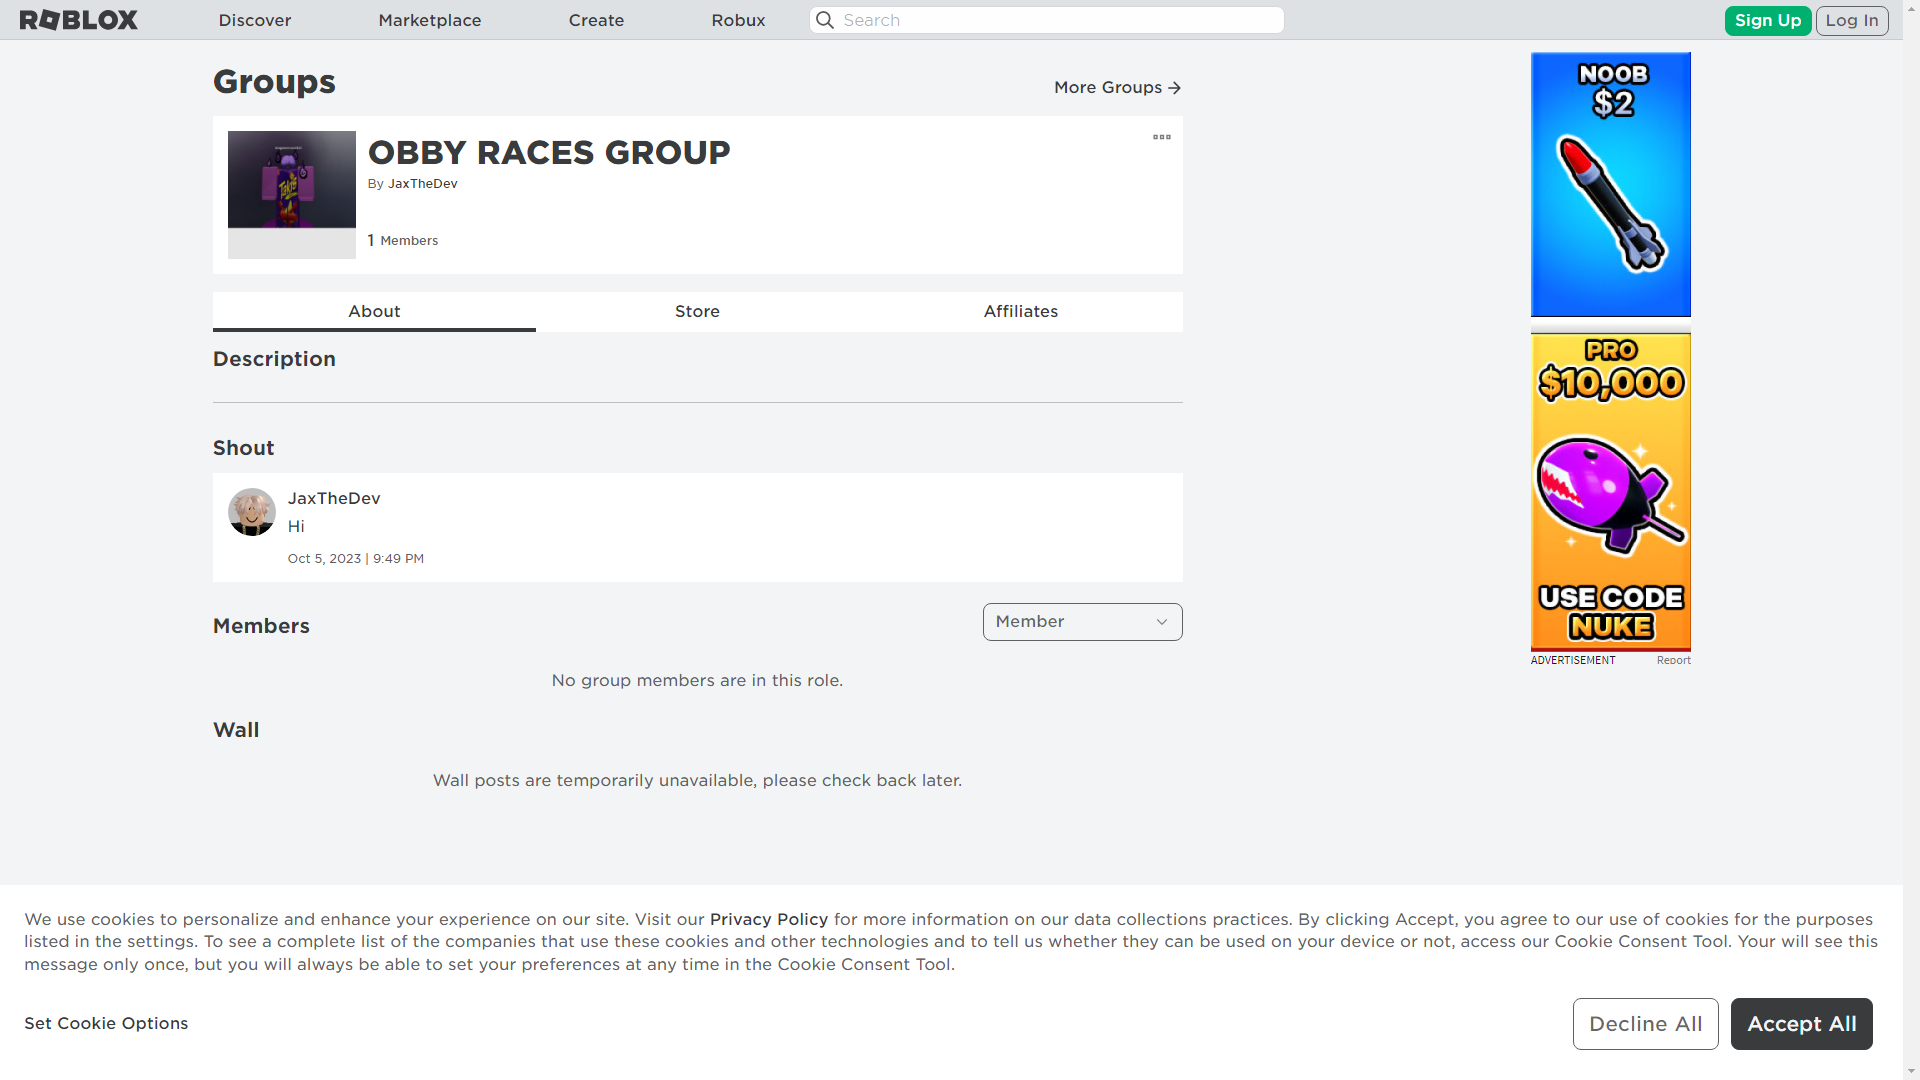 ROBLOX
Discover
Marketplace
Create
Robux
Search
Sign Up
Log In
Groups
More Groups
OBBY RACES GROUP
By JaxTheDev
1 Members
About
Store
Affiliates
Description
Shout
JaxTheDev
Hi
Oct 5, 2023 | 9:49 PM
Members
Member
No group members are in this role.
Wall
Wall posts are temporarily unavailable, please check back later.
NOOB
$2
PRO
$10,000
USE CODE
NUKE
ADVERTISEMENT
Report
We use cookies to personalize and enhance your experience on our site. Visit our Privacy Policy for more information on our data collections practices. By clicking Accept, you agree to our use of cookies for the purposes
listed in the settings. To see a complete list of the companies that use these cookies and other technologies and to tell us whether they can be used on your device or not, access our Cookie Consent Tool. Your will see this
message only once, but you will always be able to set your preferences at any time in the Cookie Consent Tool.
Set Cookie Options
Decline All
Accept All